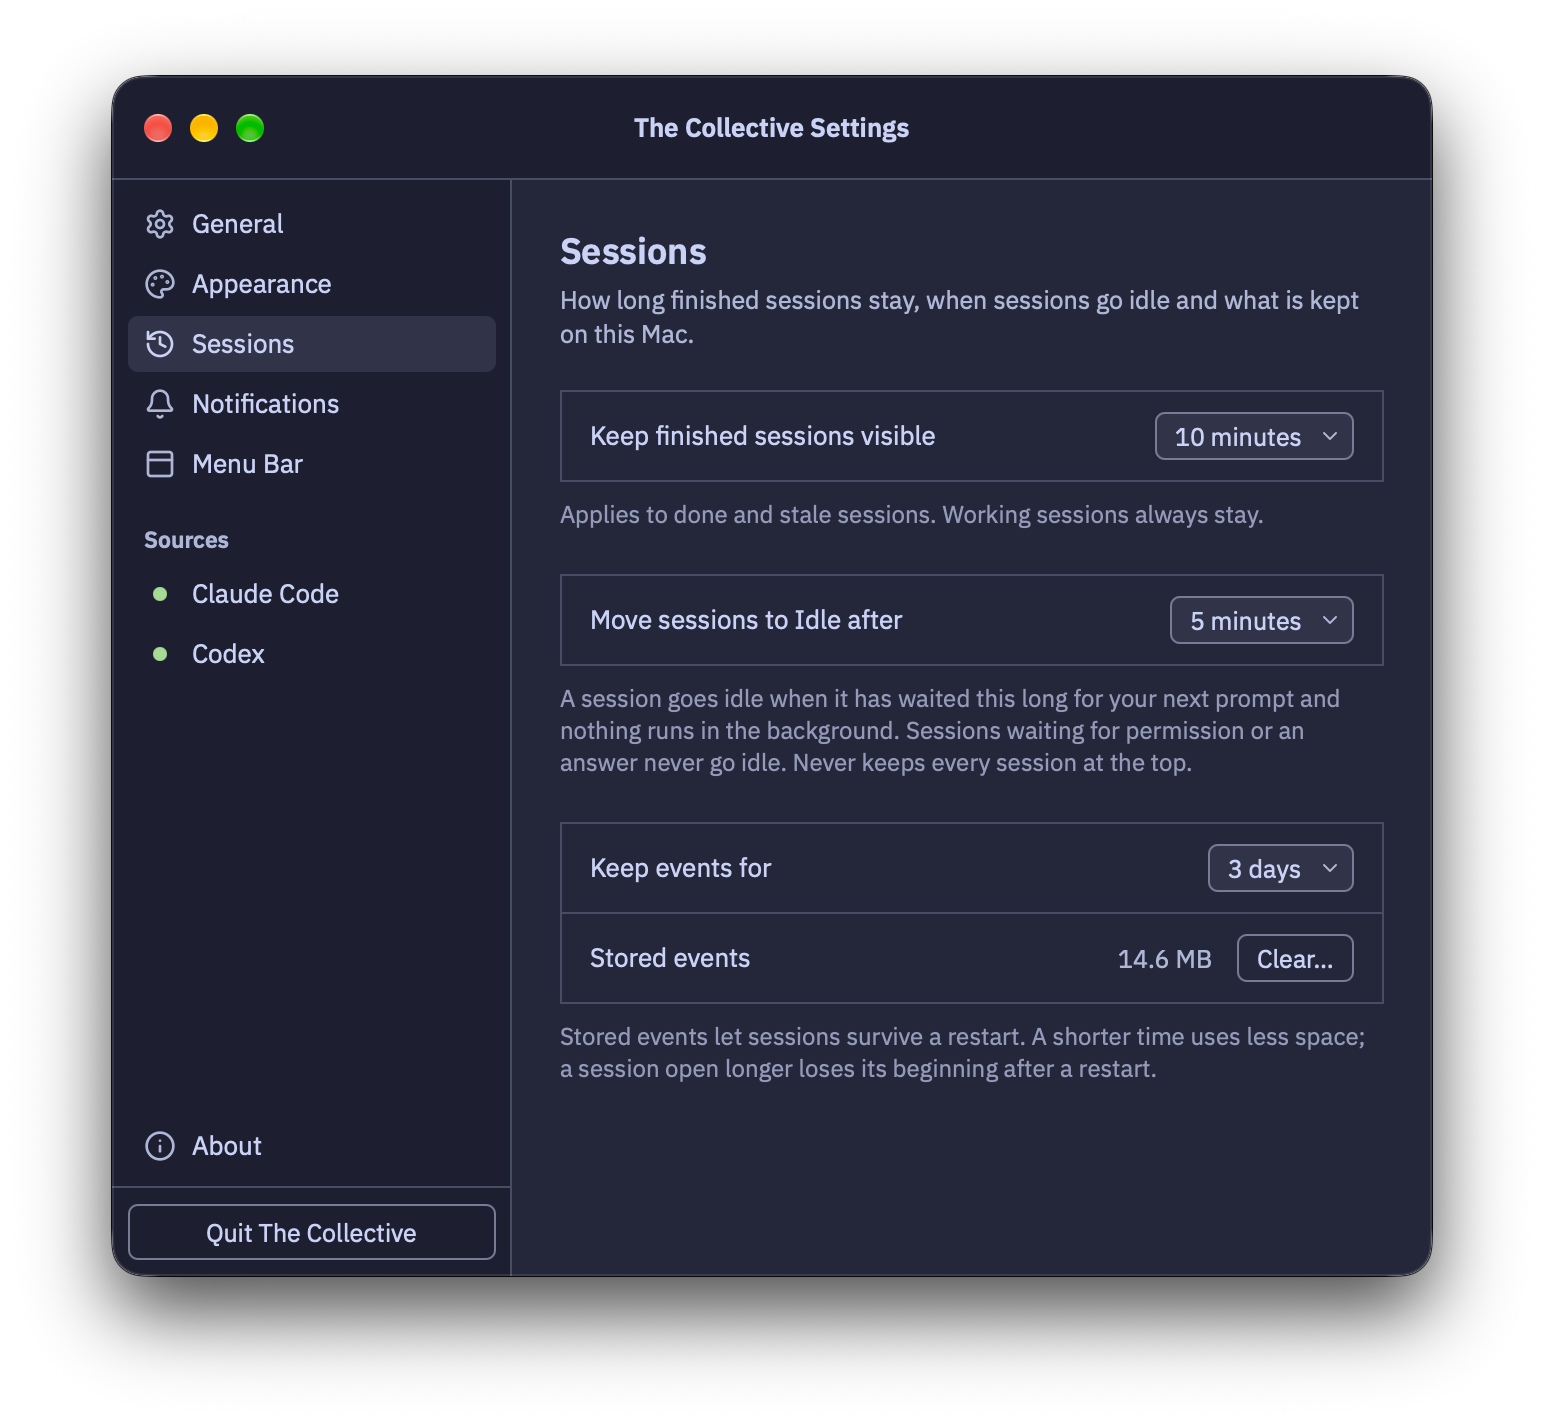 The Collective Settings
General
Appearance
Sessions
Notifications
Menu Bar
Sources
Claude Code
Codex
About
Quit The Collective
Sessions
How long finished sessions stay, when sessions go idle and what is kept
on this Mac.
Keep finished sessions visible
10 minutes
Applies to done and stale sessions. Working sessions always stay.
Move sessions to Idle after
5 minutes
A session goes idle when it has waited this long for your next prompt and
nothing runs in the background. Sessions waiting for permission or an
answer never go idle. Never keeps every session at the top.
Keep events for
3 days
Stored events
14.6 MB
Clear...
Stored events let sessions survive a restart. A shorter time uses less space;
a session open longer loses its beginning after a restart.